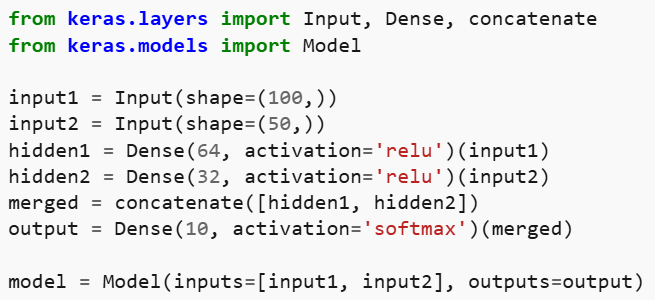 from keras.layers import Input, Dense, concatenate
from keras.models import Model

input1 = Input(shape=(100,))
input2 = Input(shape=(50,))
hidden1 = Dense(64, activation='relu')(input1)
hidden2 = Dense(32, activation='relu')(input2)
merged = concatenate([hidden1, hidden2])
output = Dense(10, activation='softmax')(merged)

model = Model(inputs=[input1, input2], outputs=output)